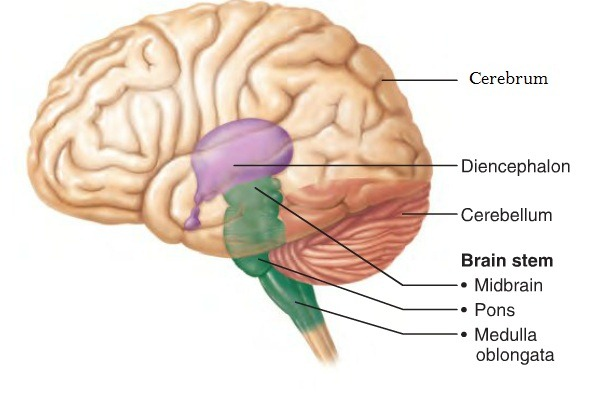 Cerebrum
Diencephalon
Cerebellum
Brain stem
• Midbrain
• Pons
• Medulla
oblongata